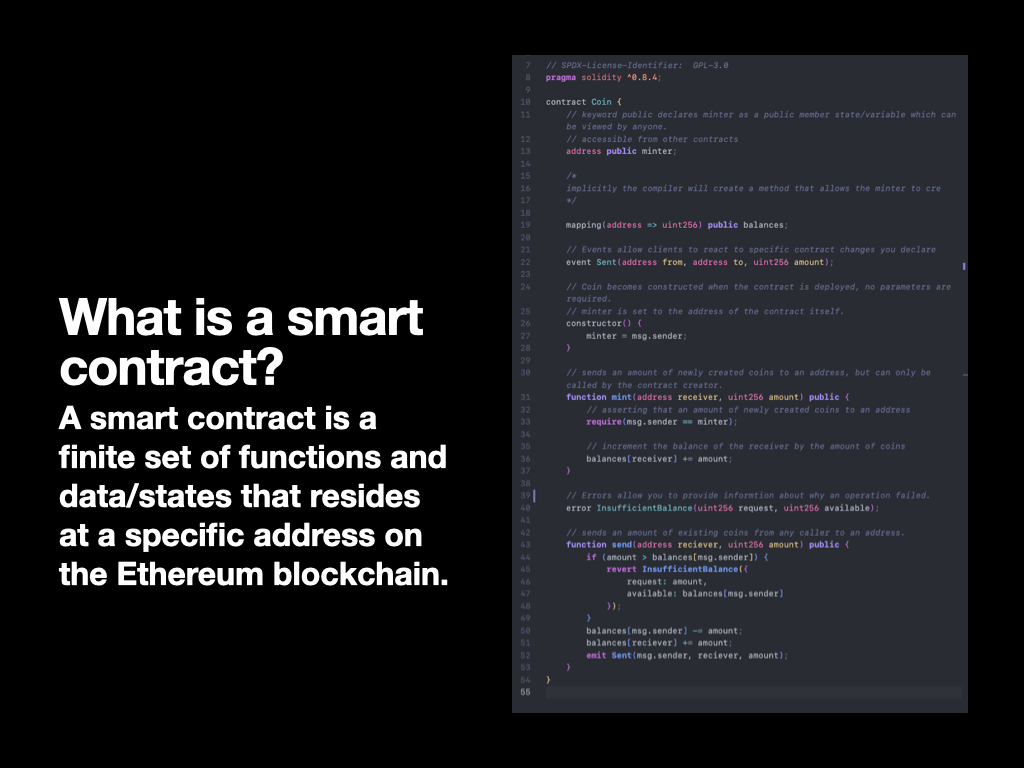 What is a smart
contract?
A smart contract is a
finite set of functions and
data/states that resides
at a specific address on
the Ethereum blockchain.
7 // SPDX-License-Identifier: GPL-3.0
8 pragma solidity ^0.8.4;
9
10 contract Coin {
11 // keyword public declares minter as a public member state/variable which can
be viewed by anyone.
12 // accessible from other contracts
13 address public minter;
14
15 /*
16 implicitly the compiler will create a method that allows the minter to cre
17 */
18
19 mapping(address => uint256) public balances;
20
21 // Events allow clients to react to specific contract changes you declare
22 event Sent(address from, address to, uint256 amount);
23
24 // Coin becomes constructed when the contract is deployed, no parameters are
required.
25 // minter is set to the address of the contract itself.
26 constructor() {
27 minter = msg.sender;
28 }
29
30 // sends an amount of newly created coins to an address, but can only be
called by the contract creator.
31 function mint(address receiver, uint256 amount) public {
32 // asserting that an amount of newly created coins to an address
33 require(msg.sender == minter);
34
35 // increment the balance of the receiver by the amount of coins
36 balances[receiver] += amount;
37 }
38
39 // Errors allow you to provide informtion about why an operation failed.
40 error InsufficientBalance(uint256 request, uint256 available);
41
42 // sends an amount of existing coins from any caller to an address.
43 function send(address reciever, uint256 amount) public {
44 if (amount > balances[msg.sender]) {
45 revert InsufficientBalance({
46 request: amount,
47 available: balances[msg.sender]
48 });
49 }
50 balances[msg.sender] -= amount;
51 balances[reciever] += amount;
52 emit Sent(msg.sender, reciever, amount);
53 }
54 }
55